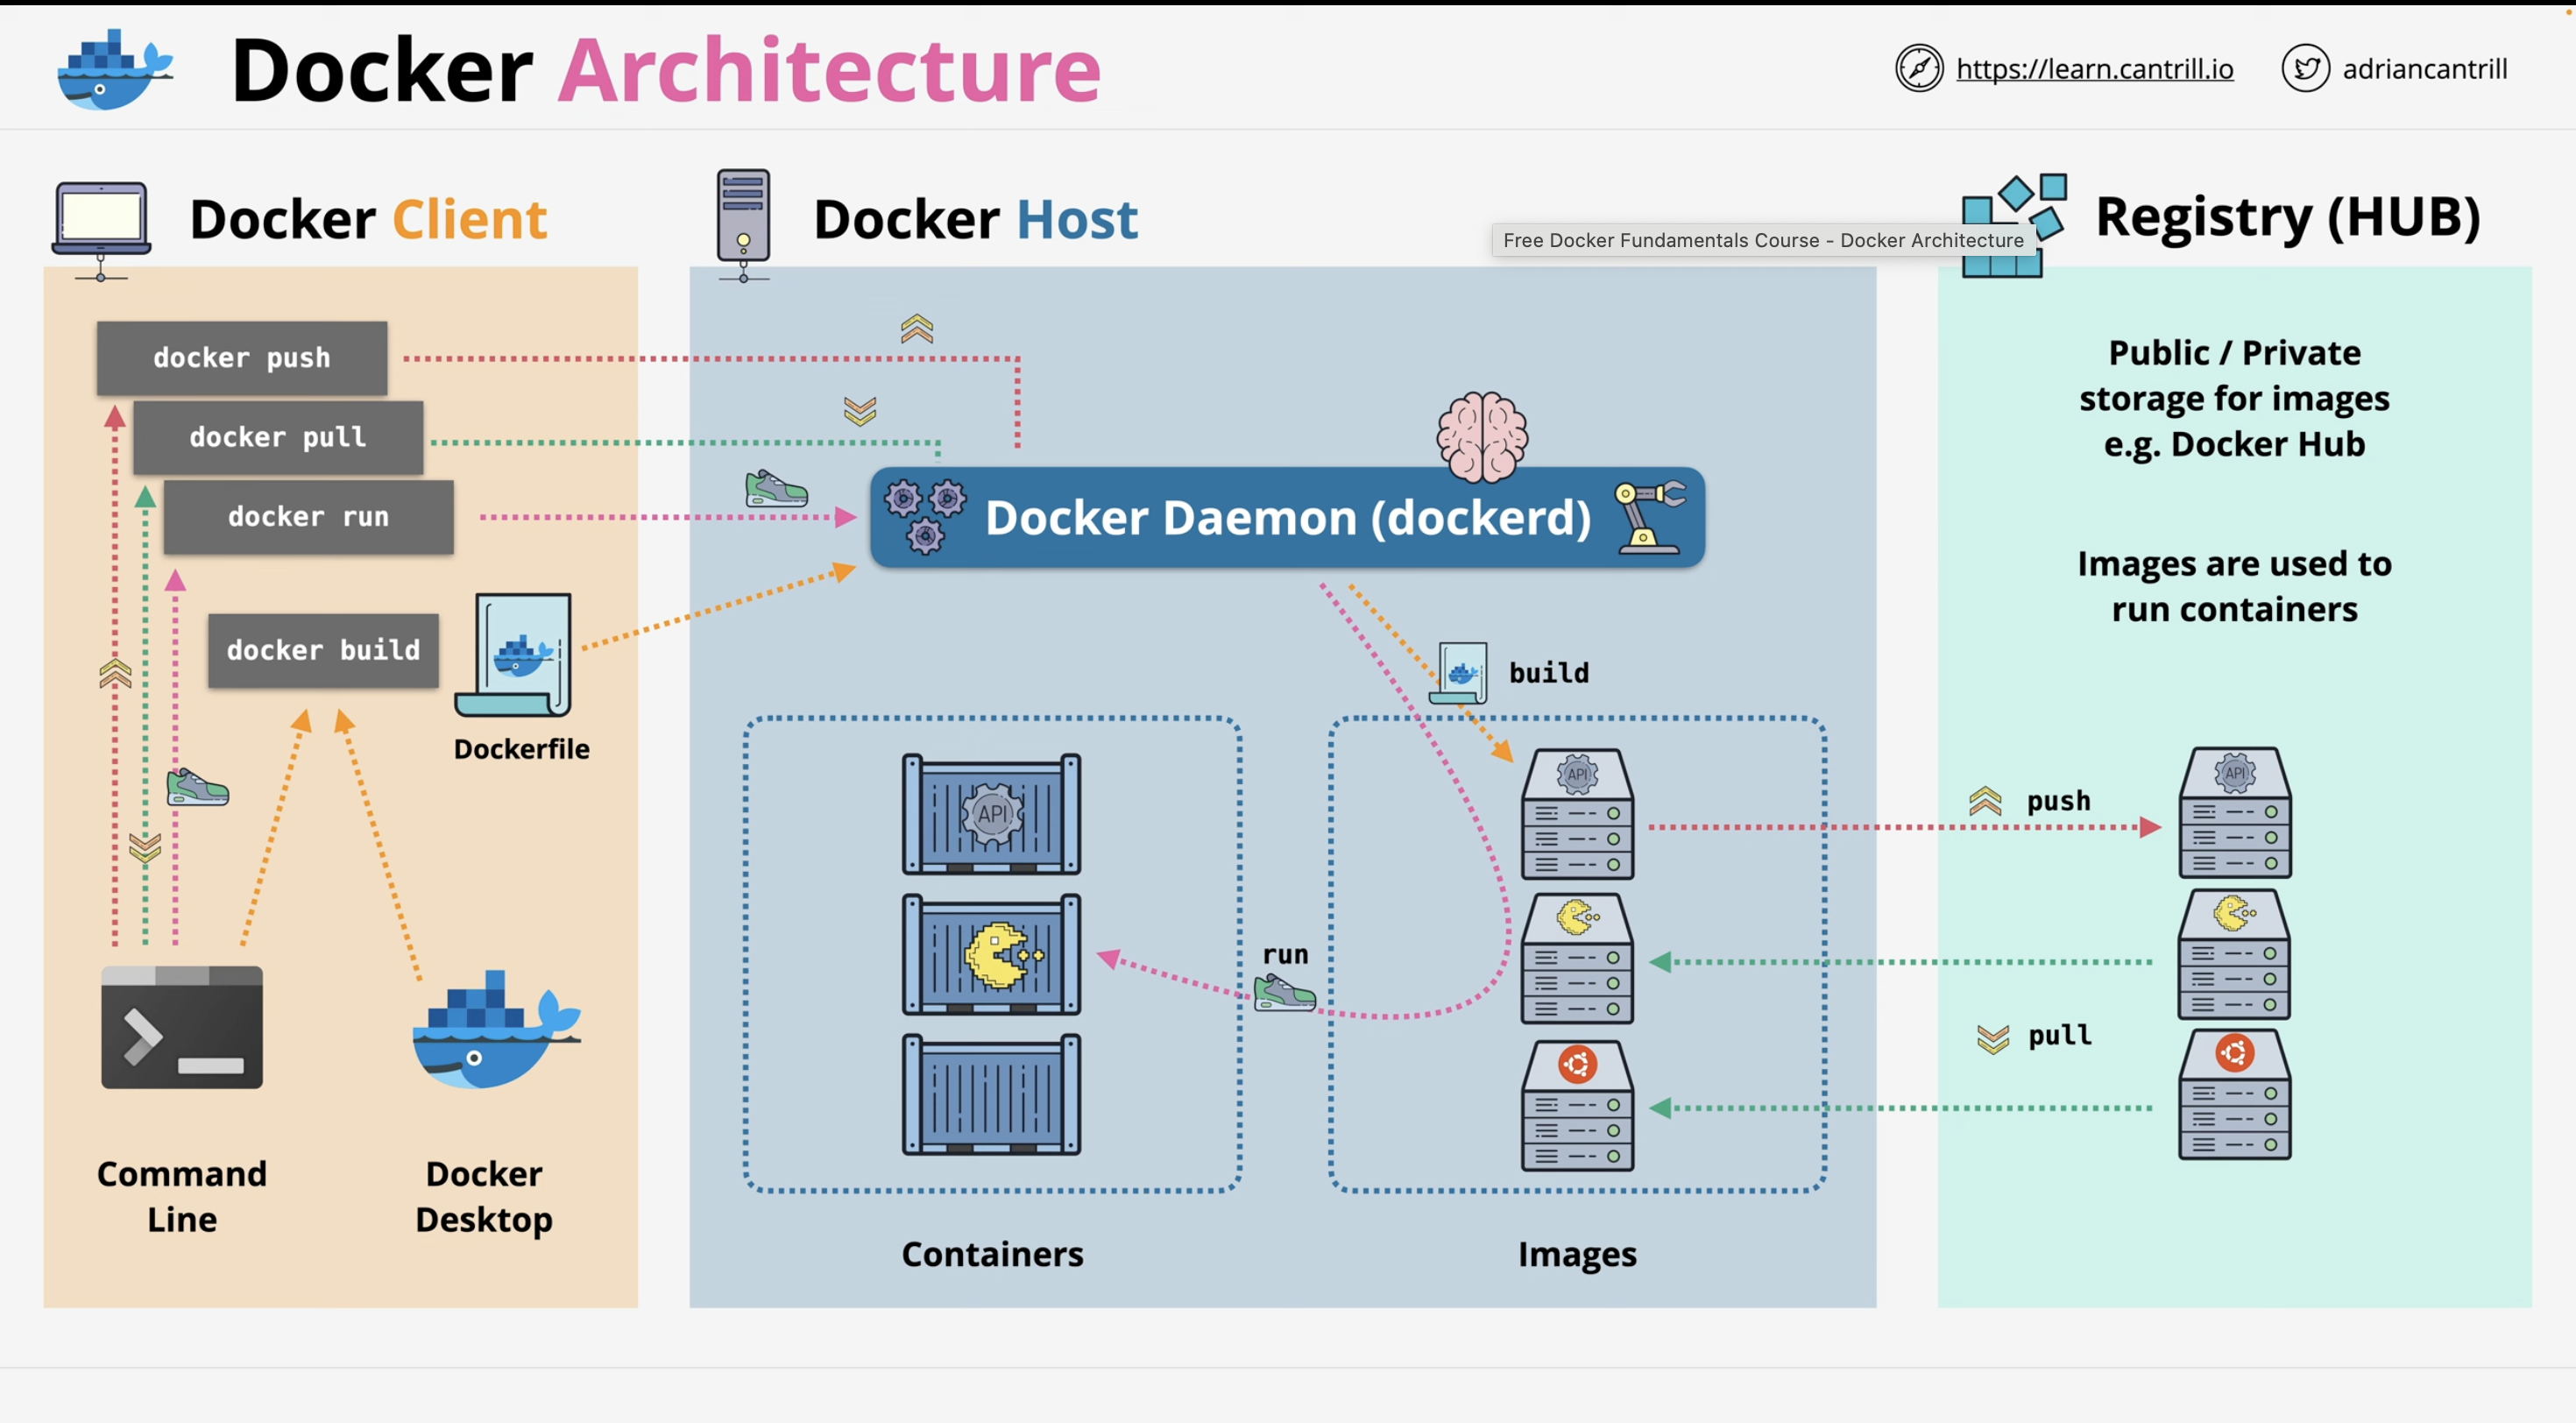 Docker Architecture
https://learn.cantrill.io
adriancantrill
Docker Client
Docker Host
Free Docker Fundamentals Course - Docker Architecture
Registry (HUB)
docker push
docker pull
docker run
docker build
Dockerfile
Command
Line
Docker
Desktop
Docker Daemon (dockerd)
build
API
API
run
Containers
Images
Public / Private
storage for images
e.g. Docker Hub
Images are used to
run containers
push
API
pull